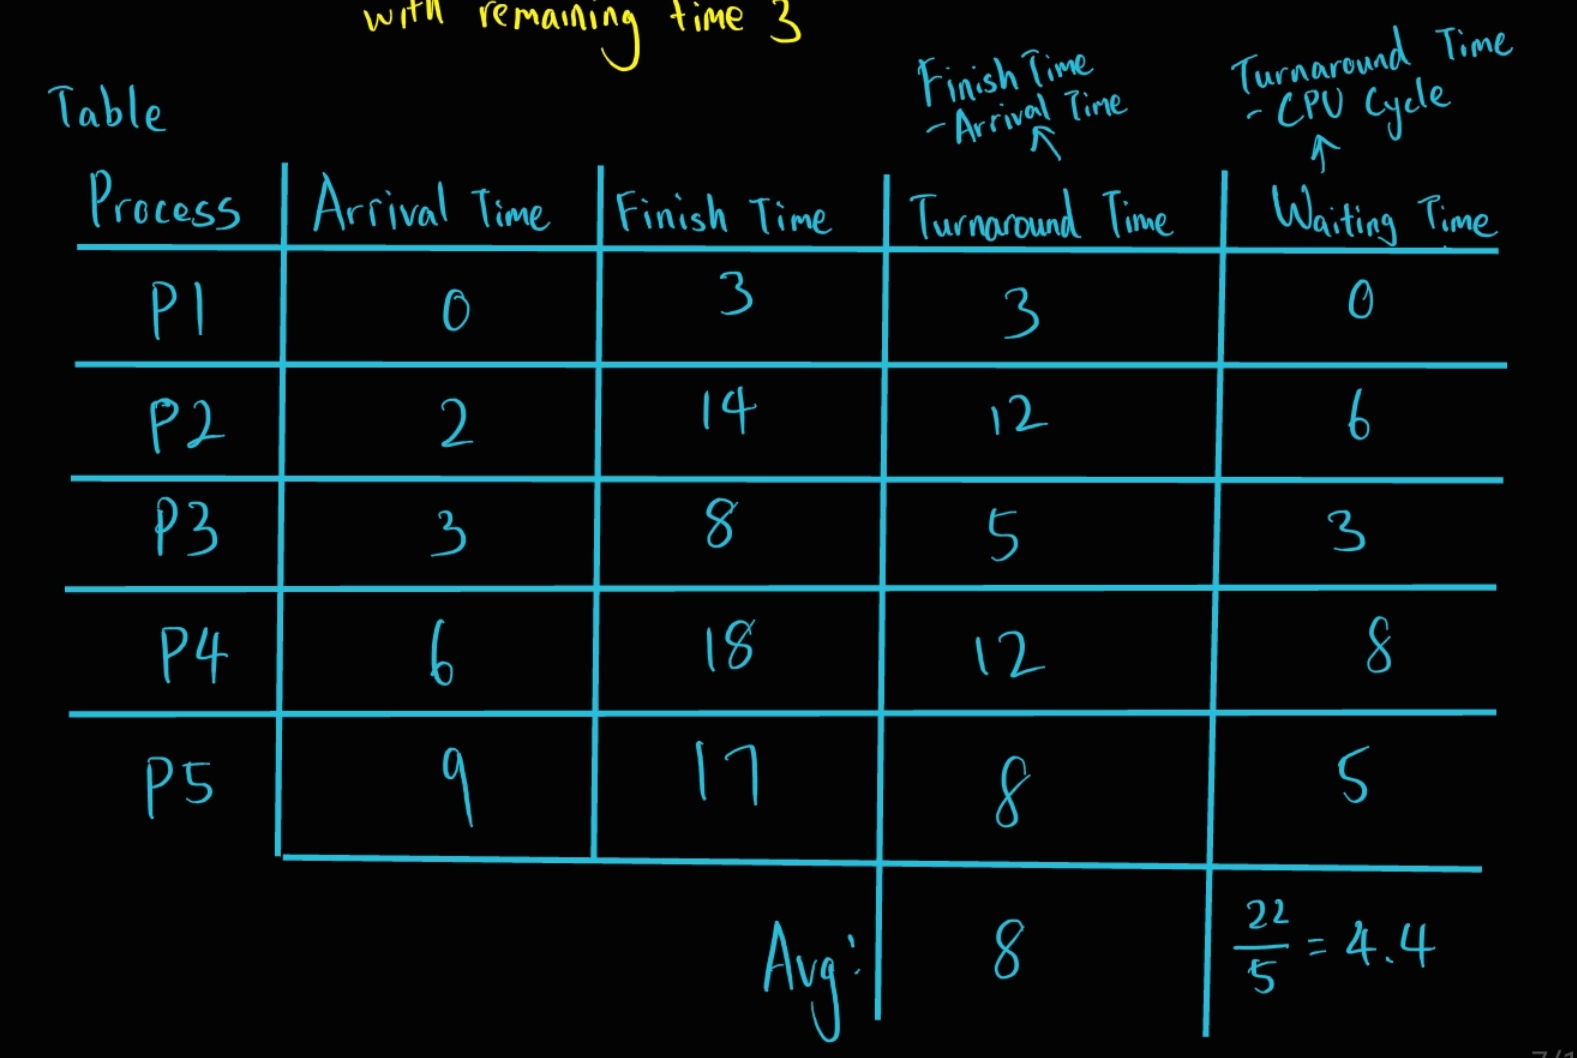 with remaining time 3
Table
Finish Time
- Arrival Time
Turnaround Time
- CPU Cycle
Process Arrival Time Finish Time Turnaround Time Waiting Time
P1 0 3 3 0
P2 2 14 12 6
P3 3 8 5 3
P4 6 18 12 8
P5 9 17 8 5
Avg: 8 22/5 = 4.4